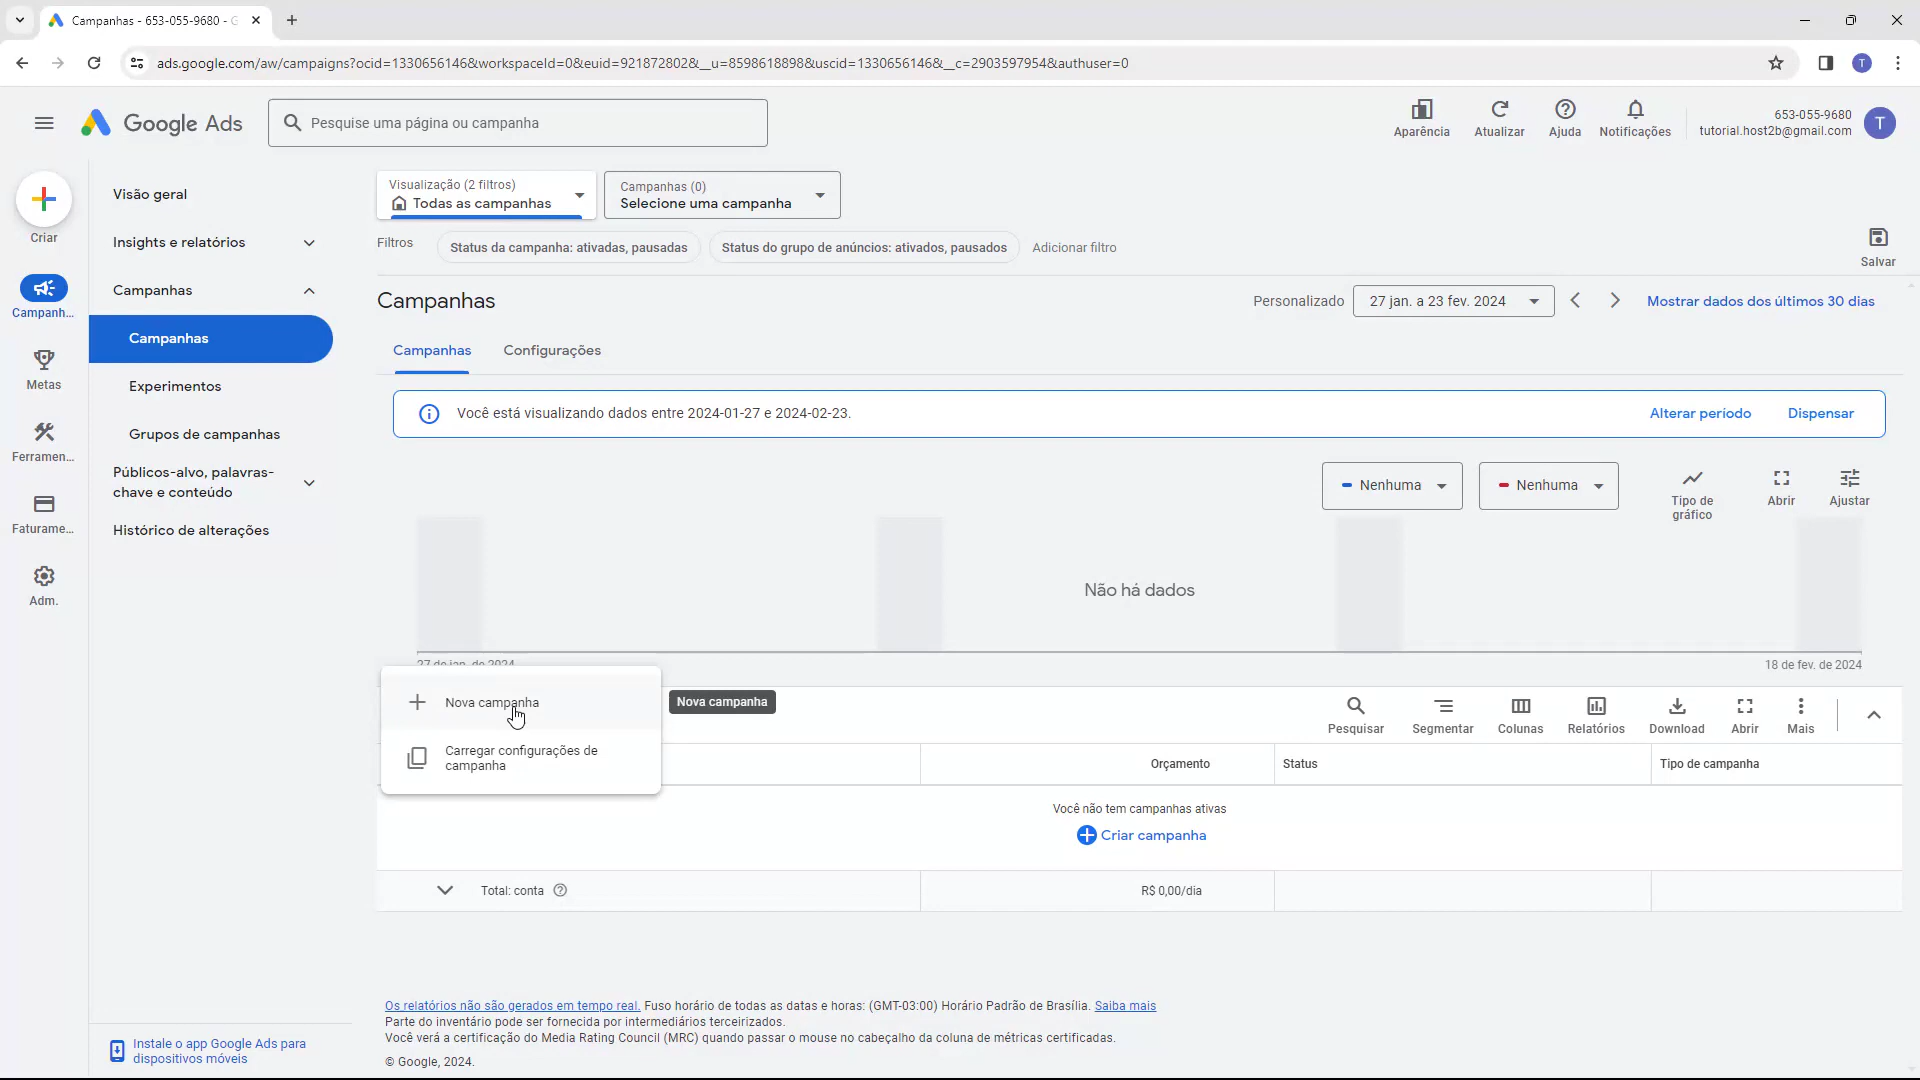 Campanhas - 653-055-9680 - G
ads.google.com/aw/campaigns?ocid=1330656146&workspaceId=0&euid=921872802&__u=8598618898&uscid=1330656146&__c=2903597954&authuser=0
T
Google Ads
Pesquise uma página ou campanha
Aparência
Atualizar
Ajuda
Notificações
653-055-9680
tutorial.host2b@gmail.com
T
Criar
Campanh...
Metas
Ferramen...
Faturame...
Adm.
Visão geral
Insights e relatórios
Campanhas
Campanhas
Experimentos
Grupos de campanhas
Públicos-alvo, palavras-
chave e conteúdo
Histórico de alterações
Instale o app Google Ads para
dispositivos móveis
Visualização (2 filtros)
Todas as campanhas
Campanhas (0)
Selecione uma campanha
Filtros
Status da campanha: ativadas, pausadas
Status do grupo de anúncios: ativados, pausados
Adicionar filtro
Salvar
Campanhas
Personalizado
27 jan. a 23 fev. 2024
Mostrar dados dos últimos 30 dias
Campanhas
Configurações
Você está visualizando dados entre 2024-01-27 e 2024-02-23.
Alterar período
Dispensar
Nenhuma
Nenhuma
Tipo de
gráfico
Abrir
Ajustar
Não há dados
27 de jan. de 2024
18 de fev. de 2024
Nova campanha
Nova campanha
Carregar configurações de
campanha
Pesquisar
Segmentar
Colunas
Relatórios
Download
Abrir
Mais
Orçamento
Status
Tipo de campanha
Você não tem campanhas ativas
Criar campanha
Total: conta
R$ 0,00/dia
Os relatórios não são gerados em tempo real. Fuso horário de todas as datas e horas: (GMT-03:00) Horário Padrão de Brasília. Saiba mais
Parte do inventário pode ser fornecida por intermediários terceirizados.
Você verá a certificação do Media Rating Council (MRC) quando passar o mouse no cabeçalho da coluna de métricas certificadas.
© Google, 2024.